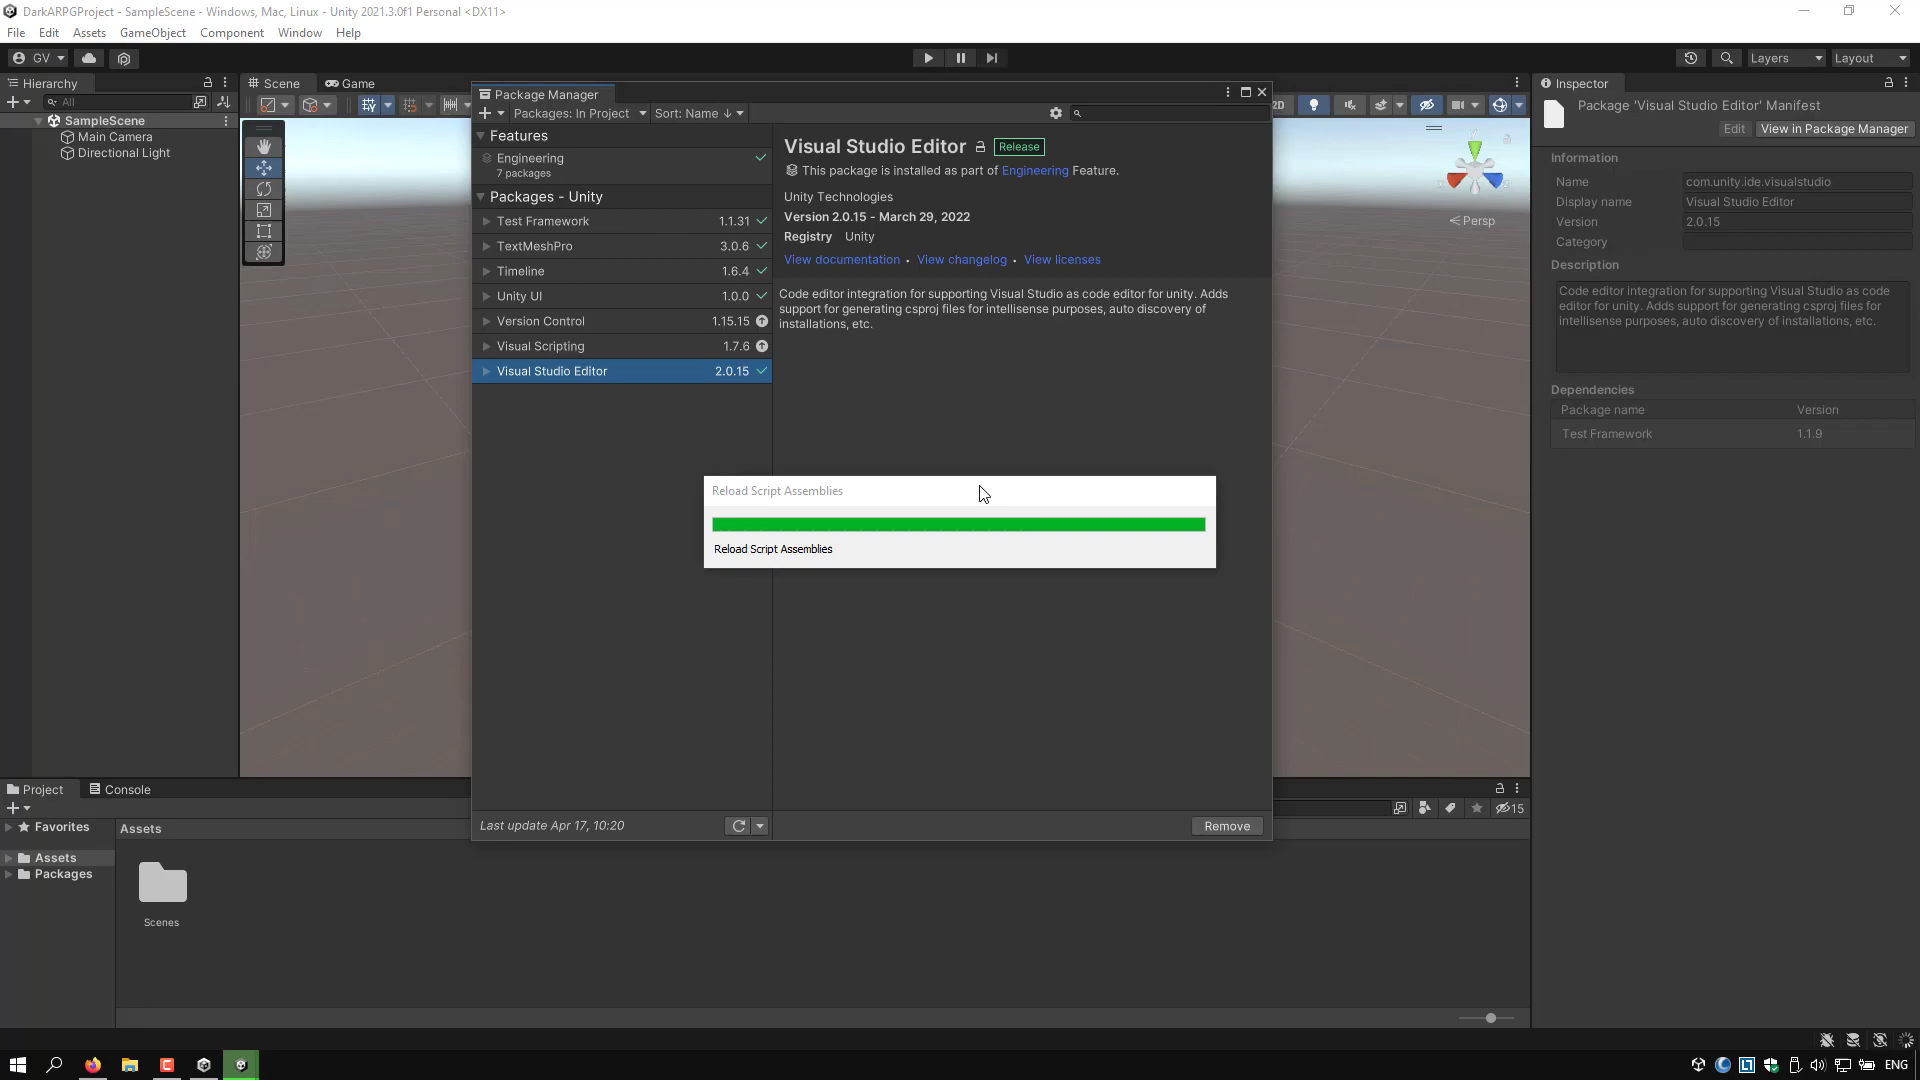 DarkARPGProject - SampleScene - Windows, Mac, Linux - Unity 2021.3.0f1 Personal <DX11>
File Edit Assets GameObject Component Window Help
GV
Layers
Layout
Hierarchy
All
SampleScene
Main Camera
Directional Light
Scene
Game
2D
Persp
Package Manager
Packages: In Project
Sort: Name ↓
Features
Engineering
7 packages
Packages - Unity
Test Framework 1.1.31
TextMeshPro 3.0.6
Timeline 1.6.4
Unity UI 1.0.0
Version Control 1.15.15
Visual Scripting 1.7.6
Visual Studio Editor 2.0.15
Last update Apr 17, 10:20
Visual Studio Editor Release
This package is installed as part of Engineering Feature.
Unity Technologies
Version 2.0.15 - March 29, 2022
Registry Unity
View documentation • View changelog • View licenses
Code editor integration for supporting Visual Studio as code editor for unity. Adds
support for generating csproj files for intellisense purposes, auto discovery of
installations, etc.
Remove
Reload Script Assemblies
Reload Script Assemblies
Inspector
Package 'Visual Studio Editor' Manifest
Edit View in Package Manager
Information
Name com.unity.ide.visualstudio
Display name Visual Studio Editor
Version 2.0.15
Category
Description
Code editor integration for supporting Visual Studio as code
editor for unity. Adds support for generating csproj files for
intellisense purposes, auto discovery of installations, etc.
Dependencies
Package name Version
Test Framework 1.1.9
Project
Console
15
Favorites
Assets
Packages
Assets
Scenes
ENG